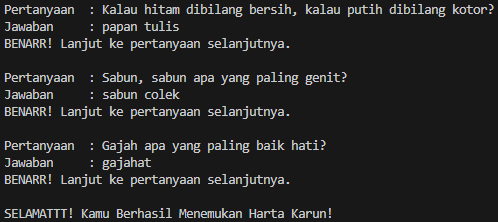 Pertanyaan  : Kalau hitam dibilang bersih, kalau putih dibilang kotor?
Jawaban     : papan tulis
BENARR! Lanjut ke pertanyaan selanjutnya.

Pertanyaan  : Sabun, sabun apa yang paling genit?
Jawaban     : sabun colek
BENARR! Lanjut ke pertanyaan selanjutnya.

Pertanyaan  : Gajah apa yang paling baik hati?
Jawaban     : gajahat
BENARR! Lanjut ke pertanyaan selanjutnya.

SELAMATTT! Kamu Berhasil Menemukan Harta Karun!